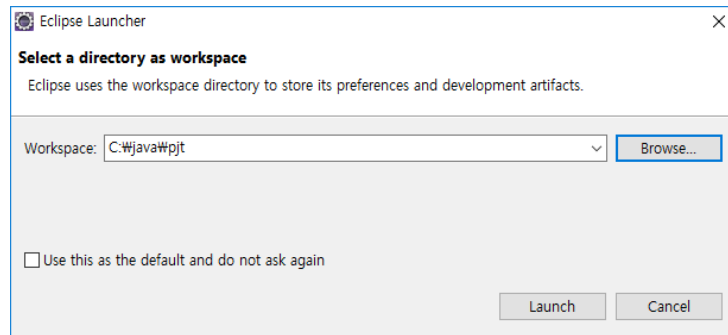 Eclipse Launcher
Select a directory as workspace
Eclipse uses the workspace directory to store its preferences and development artifacts.
Workspace: C:₩java₩pjt Browse...
Use this as the default and do not ask again
Launch Cancel